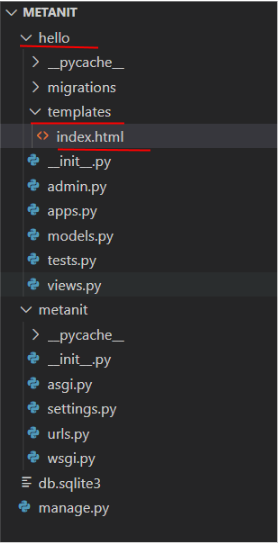 METANIT
hello
__pycache__
migrations
templates
<> index.html
__init__.py
admin.py
apps.py
models.py
tests.py
views.py
metanit
__pycache__
__init__.py
asgi.py
settings.py
urls.py
wsgi.py
db.sqlite3
manage.py